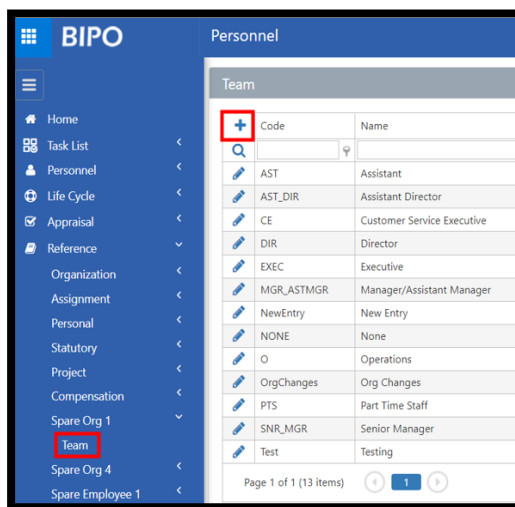 BIPO
Personnel
Home
Task List
Personnel
Life Cycle
Appraisal
Reference
Organization
Assignment
Personal
Statutory
Project
Compensation
Spare Org 1
Team
Spare Org 4
Spare Employee 1
Team
Code Name
AST Assistant
AST_DIR Assistant Director
CE Customer Service Executive
DIR Director
EXEC Executive
MGR_ASTMGR Manager/Assistant Manager
NewEntry New Entry
NONE None
O Operations
OrgChanges Org Changes
PTS Part Time Staff
SNR_MGR Senior Manager
Test Testing
Page 1 of 1 (13 items) 1